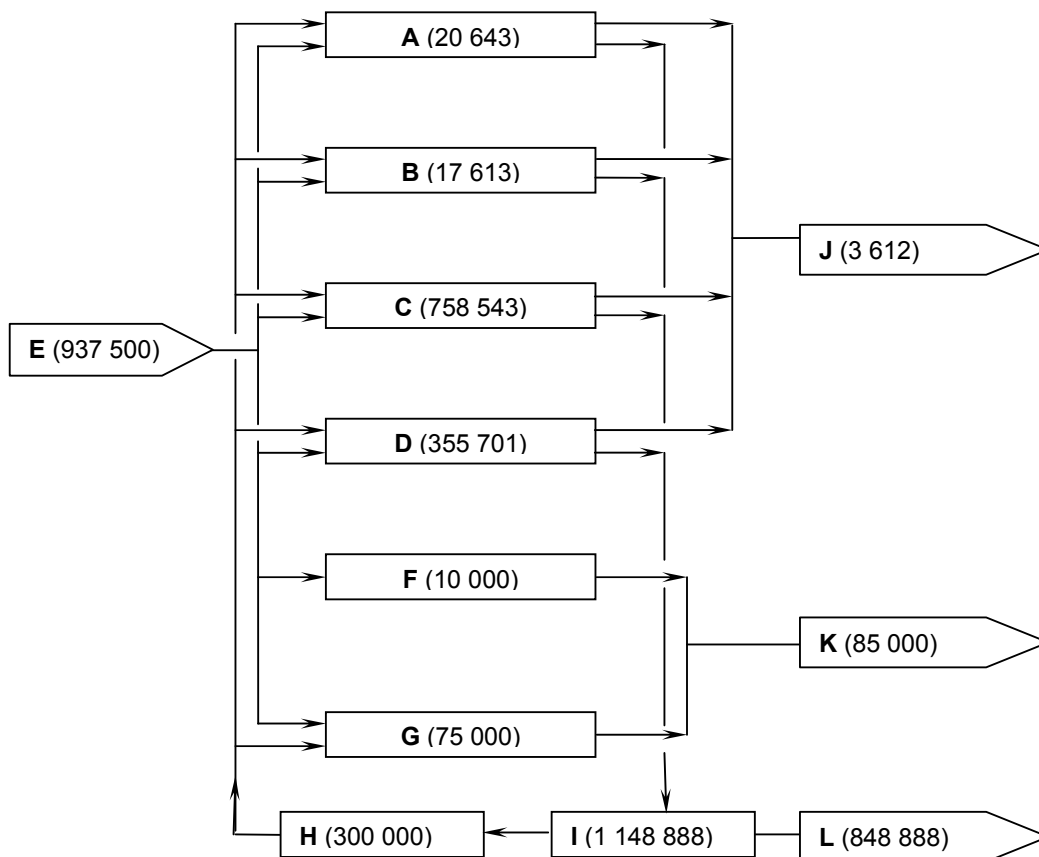 A (20 643)
B (17 613)
J (3 612)
C (758 543)
E (937 500)
D (355 701)
F (10 000)
K (85 000)
G (75 000)
H (300 000)
I (1 148 888)
L (848 888)